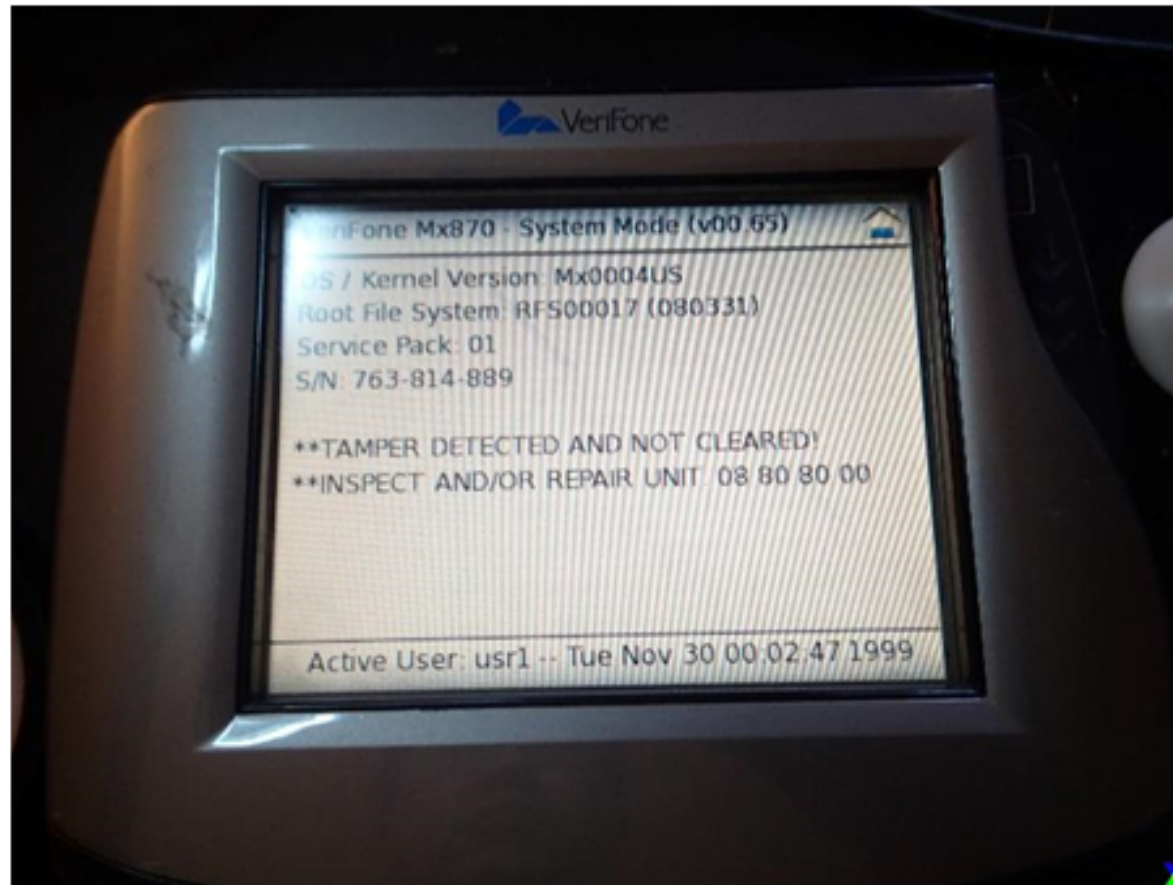 VeriFone
VeriFone Mx870 - System Mode (v00.65)
OS / Kernel Version: Mx0004US
Root File System: RFS00017 (080331)
Service Pack: 01
S/N: 763-814-889
**TAMPER DETECTED AND NOT CLEARED!
**INSPECT AND/OR REPAIR UNIT: 08 80 80 00
Active User: usr1 -- Tue Nov 30 00:02:47 1999